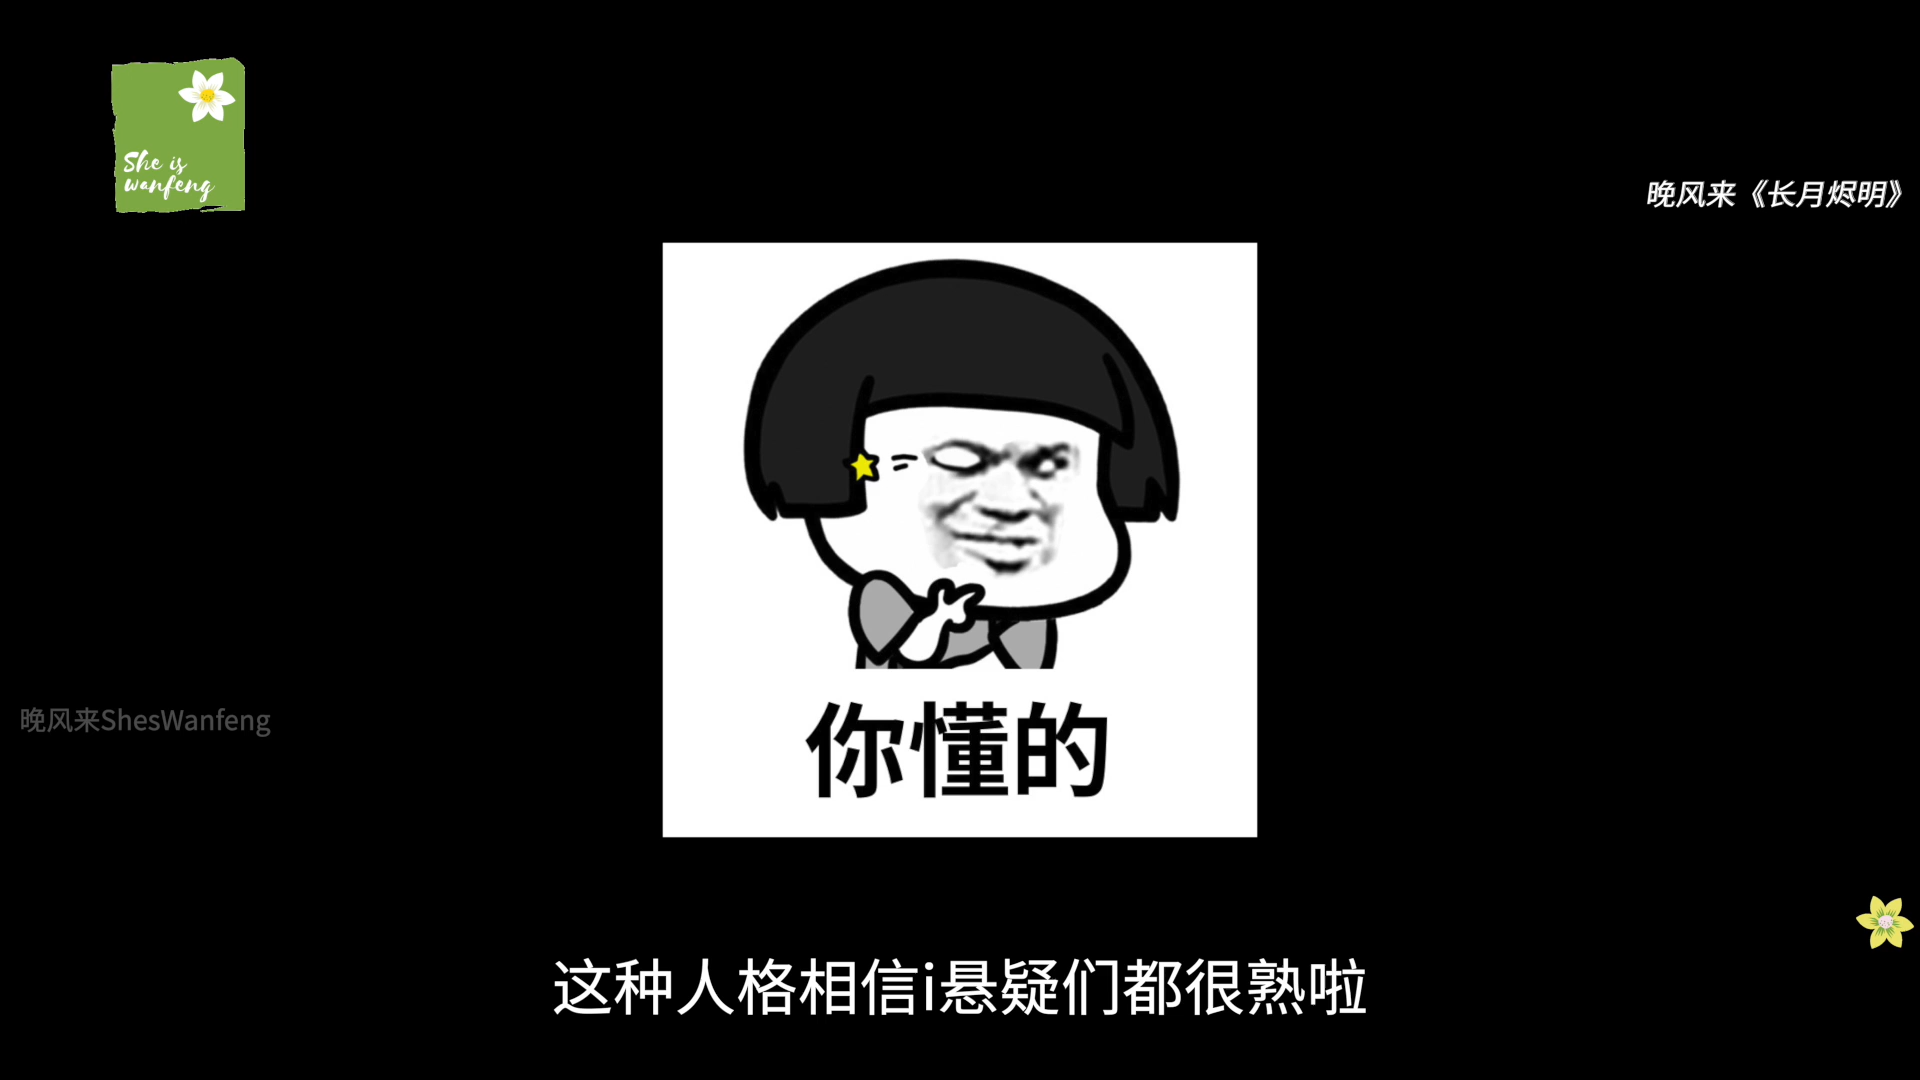 She is
wanfeng
晚风来《长月烬明》
你懂的
晚风来ShesWanfeng
这种人格相信i悬疑们都很熟啦